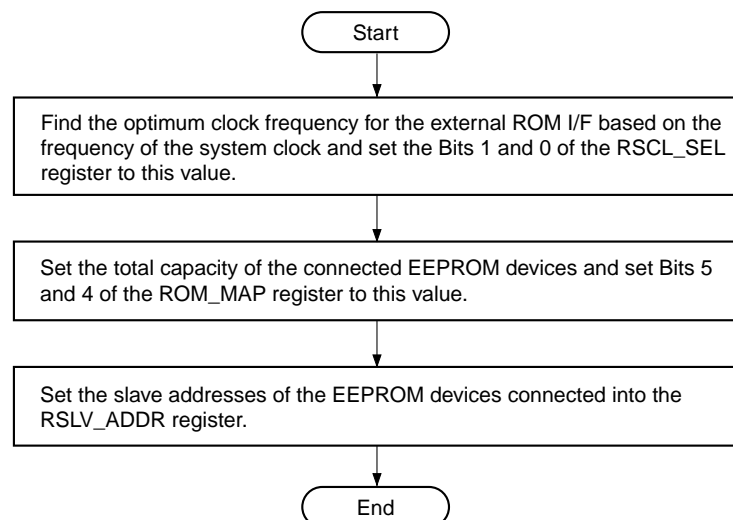 Start
Find the optimum clock frequency for the external ROM I/F based on the
frequency of the system clock and set the Bits 1 and 0 of the RSCL_SEL
register to this value.
Set the total capacity of the connected EEPROM devices and set Bits 5
and 4 of the ROM_MAP register to this value.
Set the slave addresses of the EEPROM devices connected into the
RSLV_ADDR register.
End